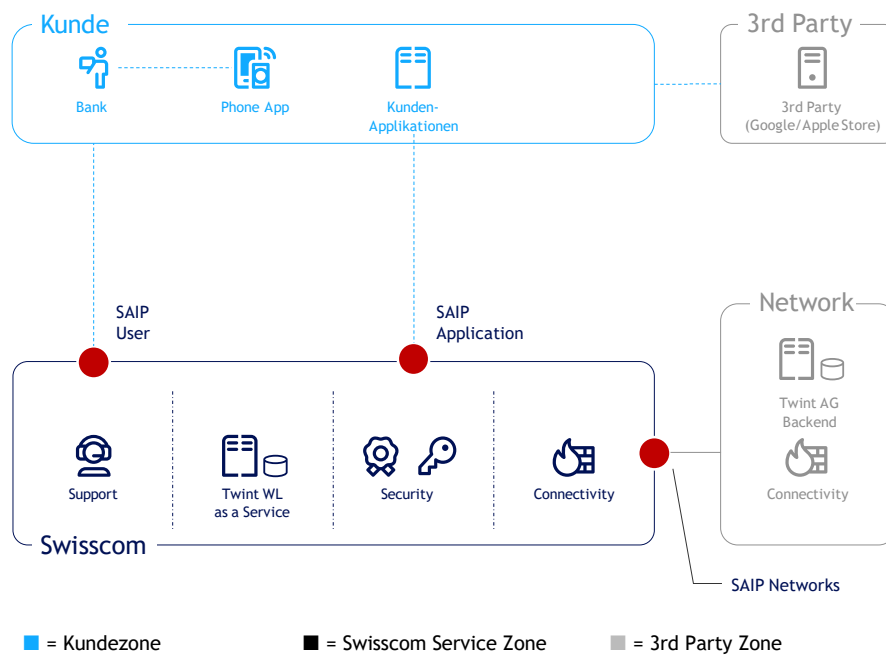 Kunde
3rd Party
Bank
Phone App
Kunden-
Applikationen
3rd Party
(Google/Apple Store)
SAIP
User
SAIP
Application
Network
Twint AG
Backend
Support
Twint WL
as a Service
Security
Connectivity
Connectivity
Swisscom
SAIP Networks
= Kundezone
= Swisscom Service Zone
= 3rd Party Zone